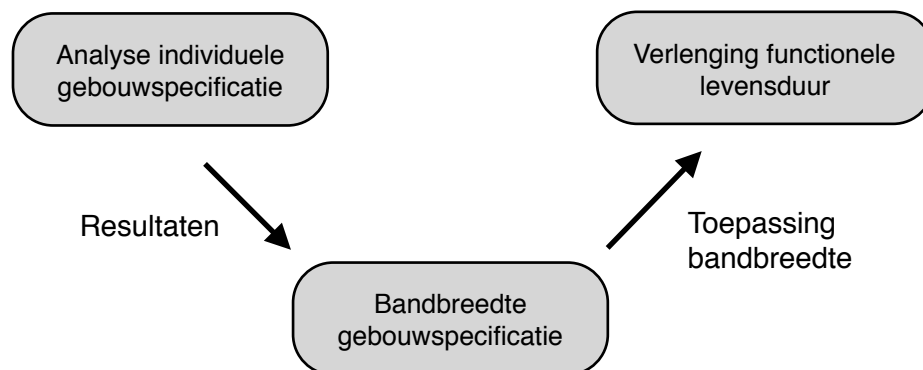 Analyse individuele
gebouwspecificatie
Verlenging functionele
levensduur
Resultaten
Toepassing
bandbreedte
Bandbreedte
gebouwspecificatie